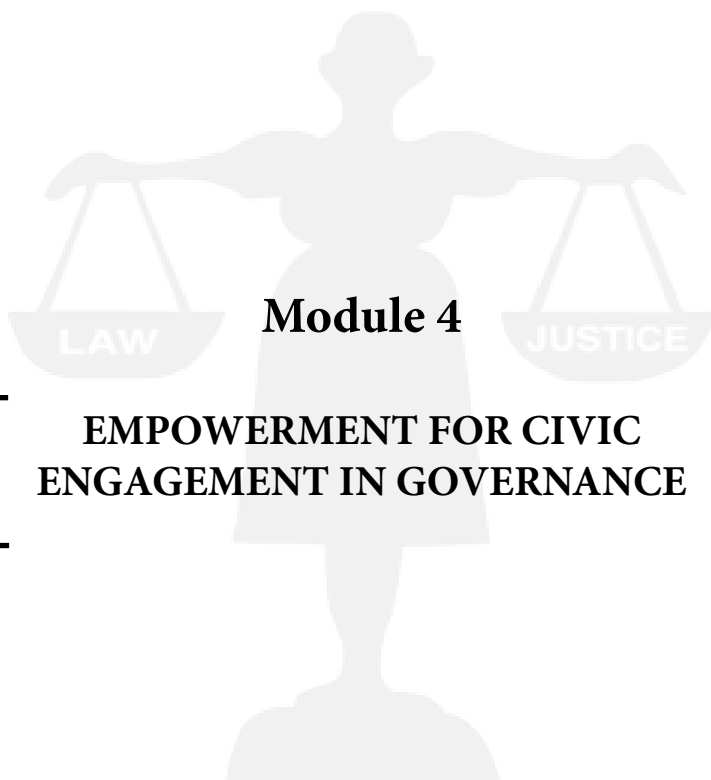 Module 4
LAW
JUSTICE
EMPOWERMENT FOR CIVIC
ENGAGEMENT IN GOVERNANCE